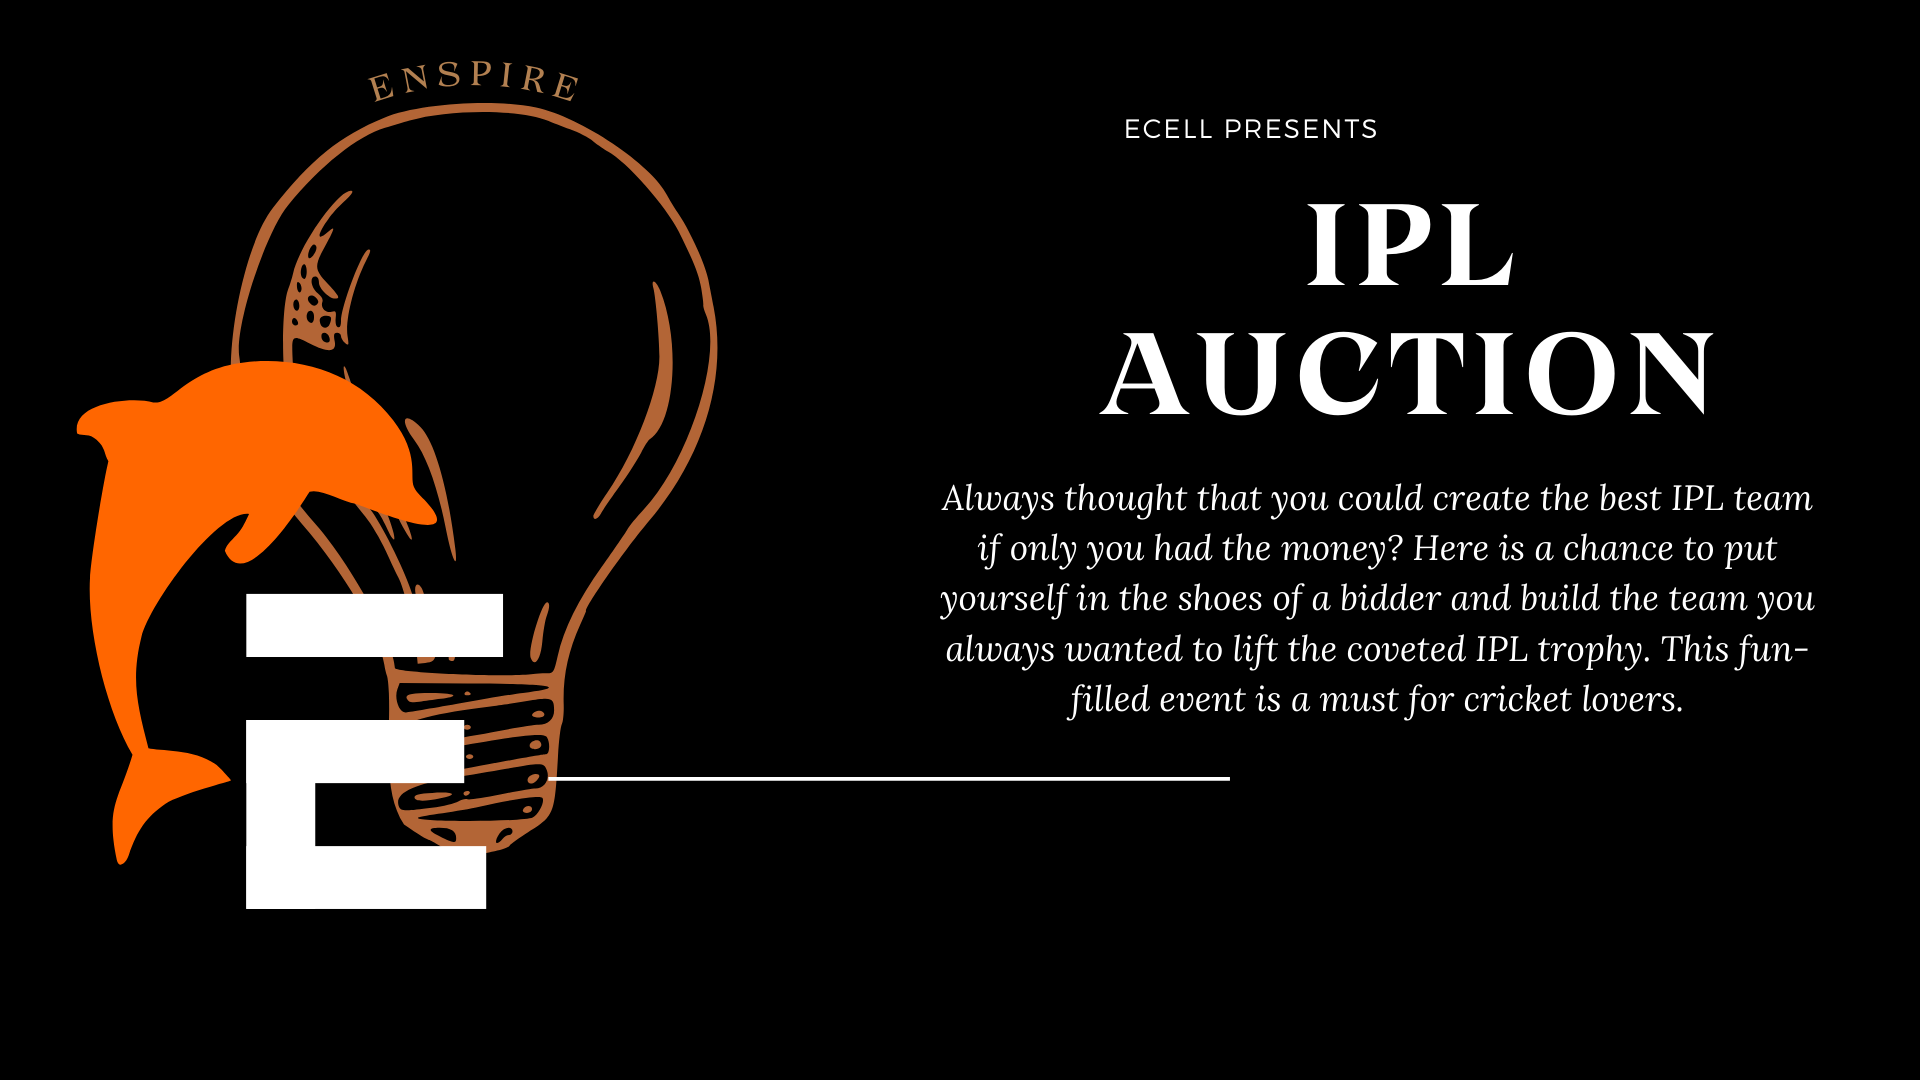 ENSPIRE
ECELL PRESENTS
IPL
AUCTION
Always thought that you could create the best IPL team
if only you had the money? Here is a chance to put
yourself in the shoes of a bidder and build the team you
always wanted to lift the coveted IPL trophy. This fun-
filled event is a must for cricket lovers.
E